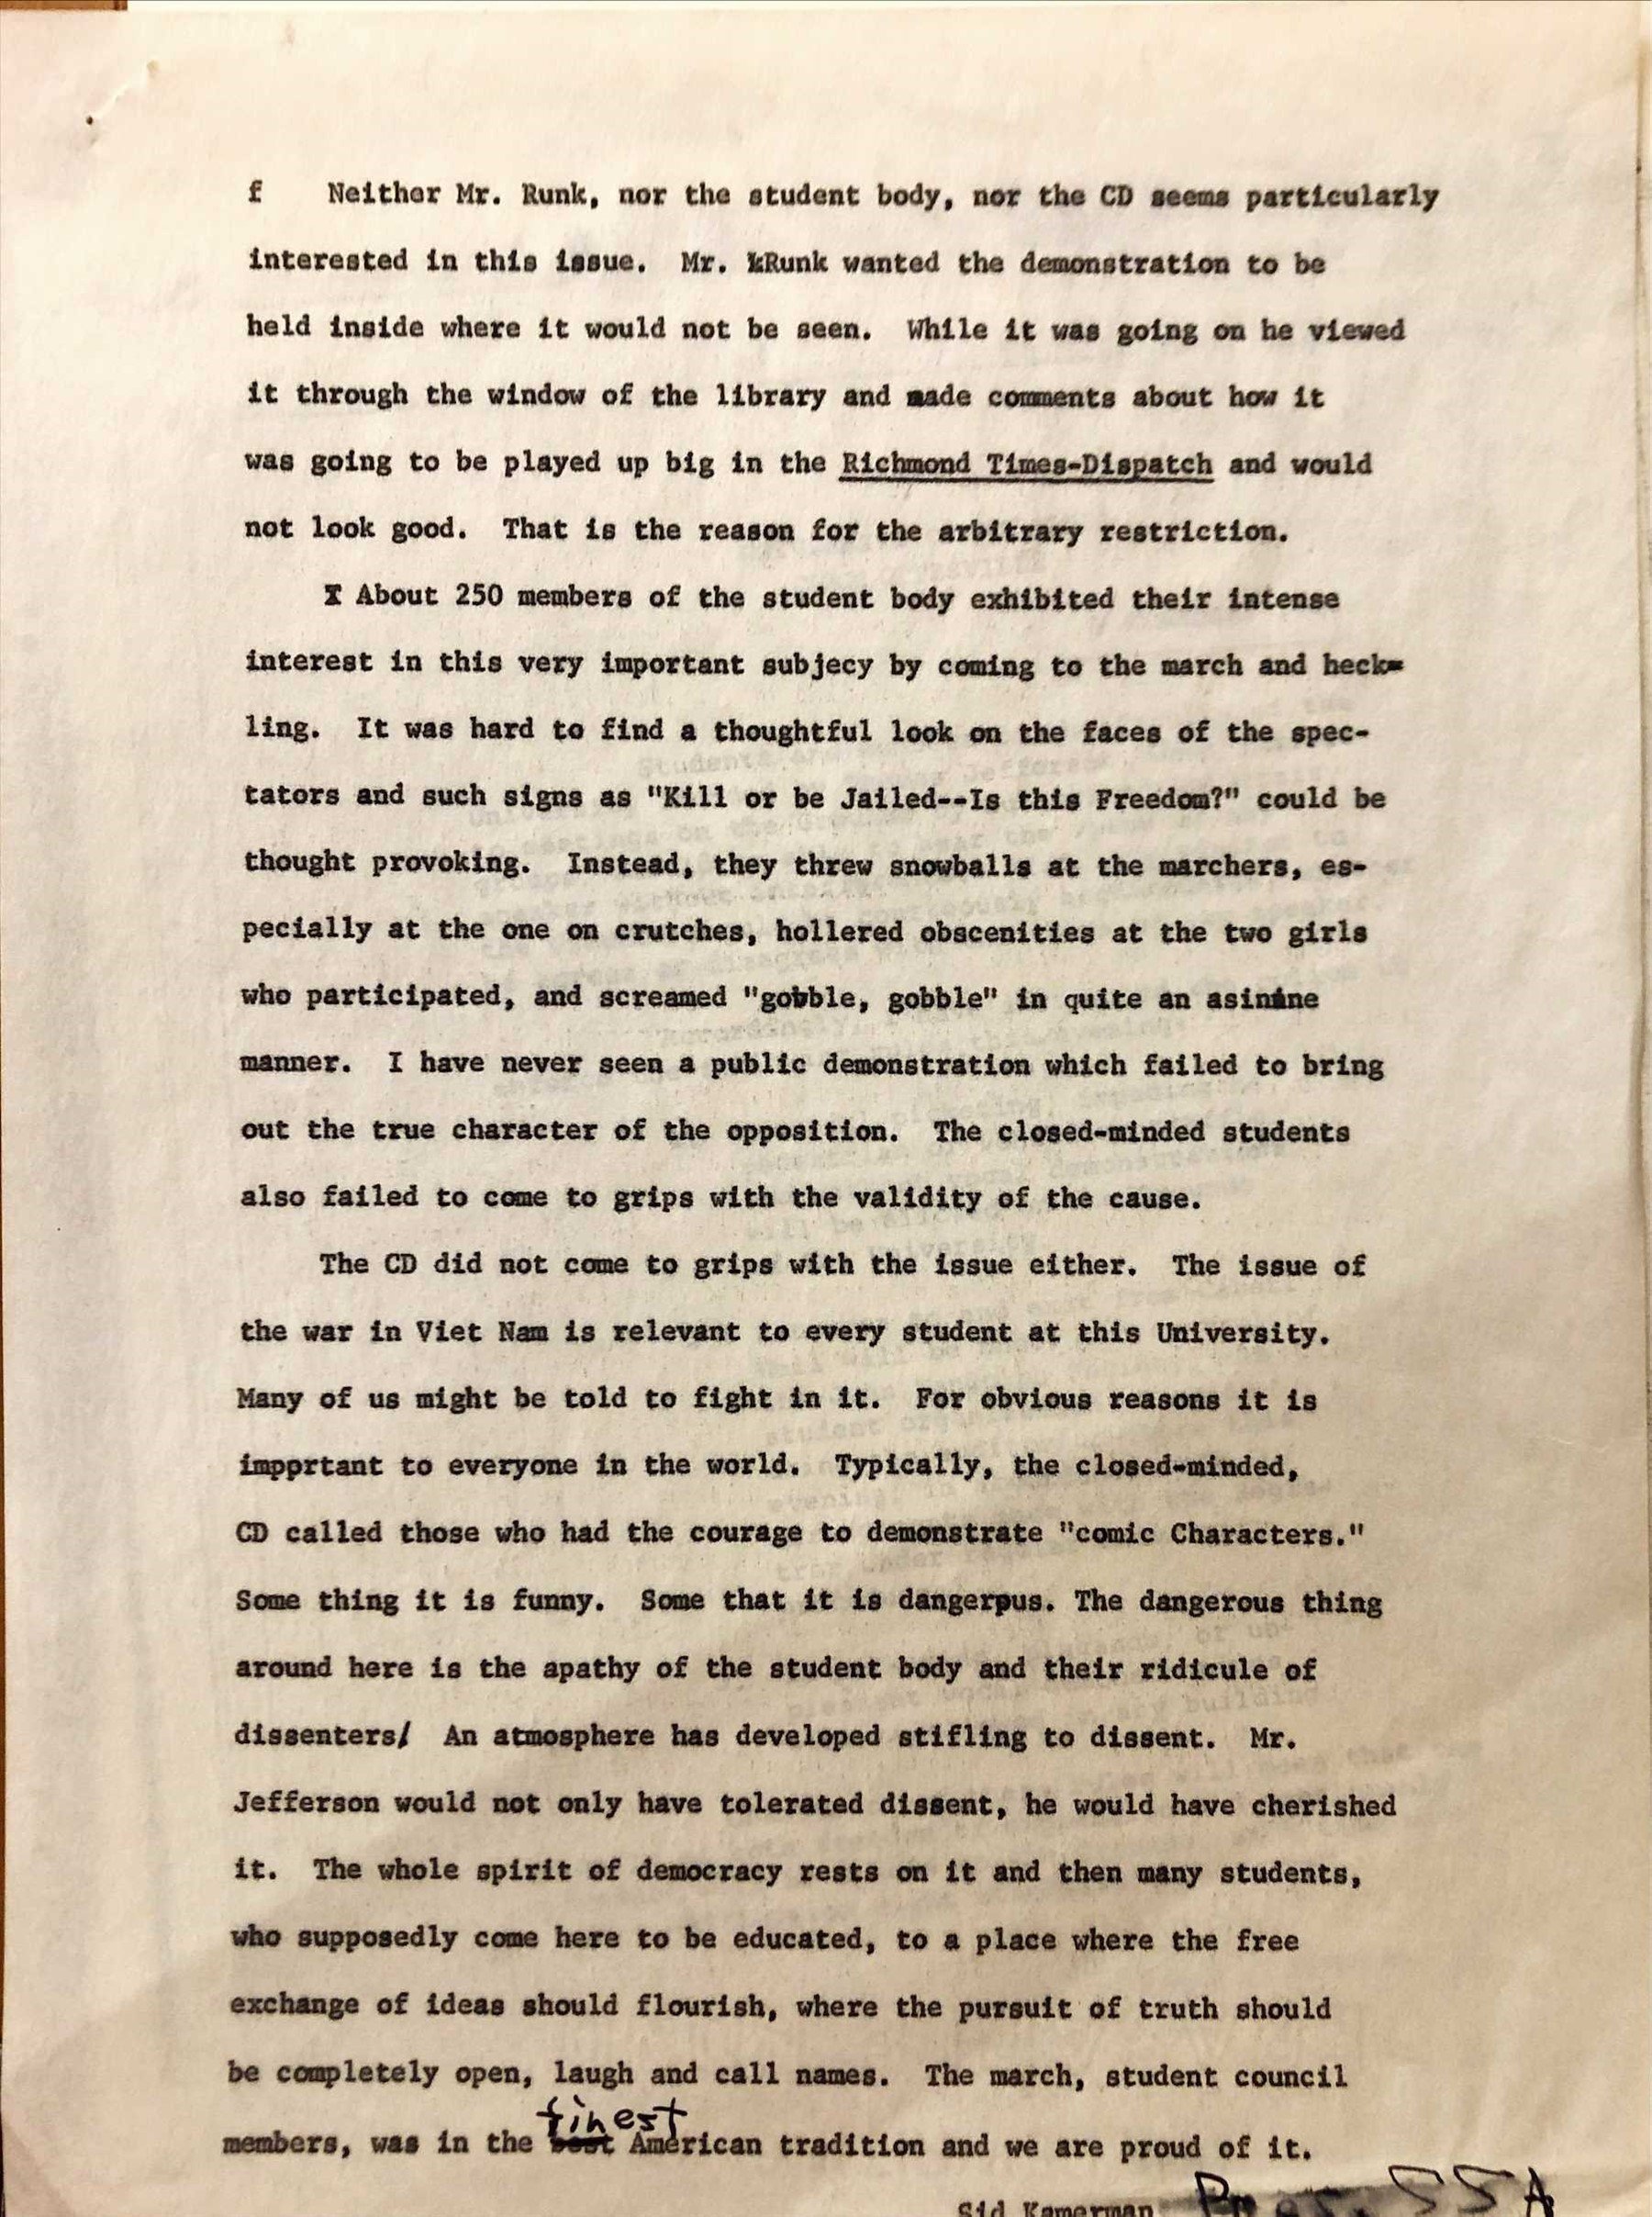 f    Neither Mr. Runk, nor the student body, nor the CD seems particularly
interested in this issue.  Mr. kRunk wanted the demonstration to be
held inside where it would not be seen.  While it was going on he viewed
it through the window of the library and made comments about how it
was going to be played up big in the Richmond Times-Dispatch and would
not look good.  That is the reason for the arbitrary restriction.
I About 250 members of the student body exhibited their intense
interest in this very important subjecy by coming to the march and heck-
ling.  It was hard to find a thoughtful look on the faces of the spec-
tators and such signs as "Kill or be Jailed--Is this Freedom?" could be
thought provoking.  Instead, they threw snowballs at the marchers, es-
pecially at the one on crutches, hollered obscenities at the two girls
who participated, and screamed "gobble, gobble" in quite an asinine
manner.  I have never seen a public demonstration which failed to bring
out the true character of the opposition.  The closed-minded students
also failed to come to grips with the validity of the cause.
The CD did not come to grips with the issue either.  The issue of
the war in Viet Nam is relevant to every student at this University.
Many of us might be told to fight in it.  For obvious reasons it is
impprtant to everyone in the world.  Typically, the closed-minded,
CD called those who had the courage to demonstrate "comic Characters."
Some thing it is funny.  Some that it is dangerpus. The dangerous thing
around here is the apathy of the student body and their ridicule of
dissenters/  An atmosphere has developed stifling to dissent.  Mr.
Jefferson would not only have tolerated dissent, he would have cherished
it.  The whole spirit of democracy rests on it and then many students,
who supposedly come here to be educated, to a place where the free
exchange of ideas should flourish, where the pursuit of truth should
be completely open, laugh and call names.  The march, student council
finest
members, was in the best American tradition and we are proud of it.
Sid Kamerman Pres. SSA